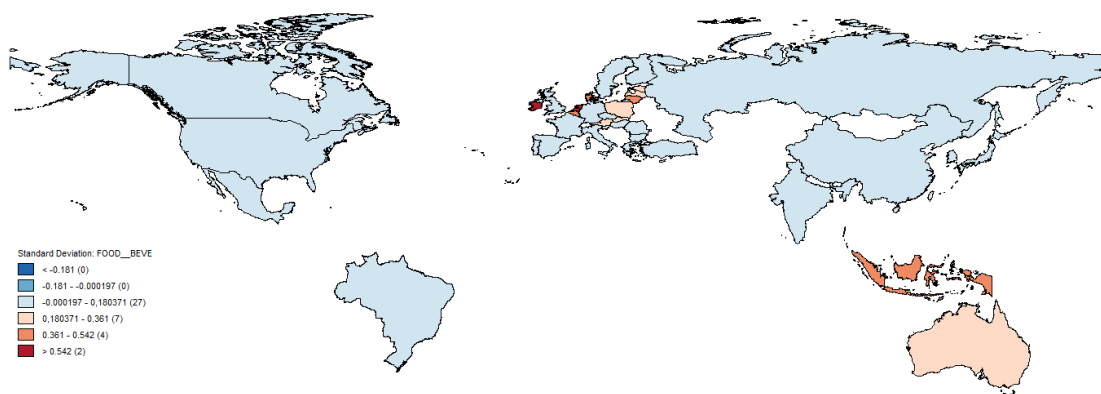 Standard Deviation: FOOD__BEVE
< -0.181 (0)
-0.181 - -0.000197 (0)
-0.000197 - 0,180371 (27)
0,180371 - 0.361 (7)
0.361 - 0.542 (4)
> 0.542 (2)